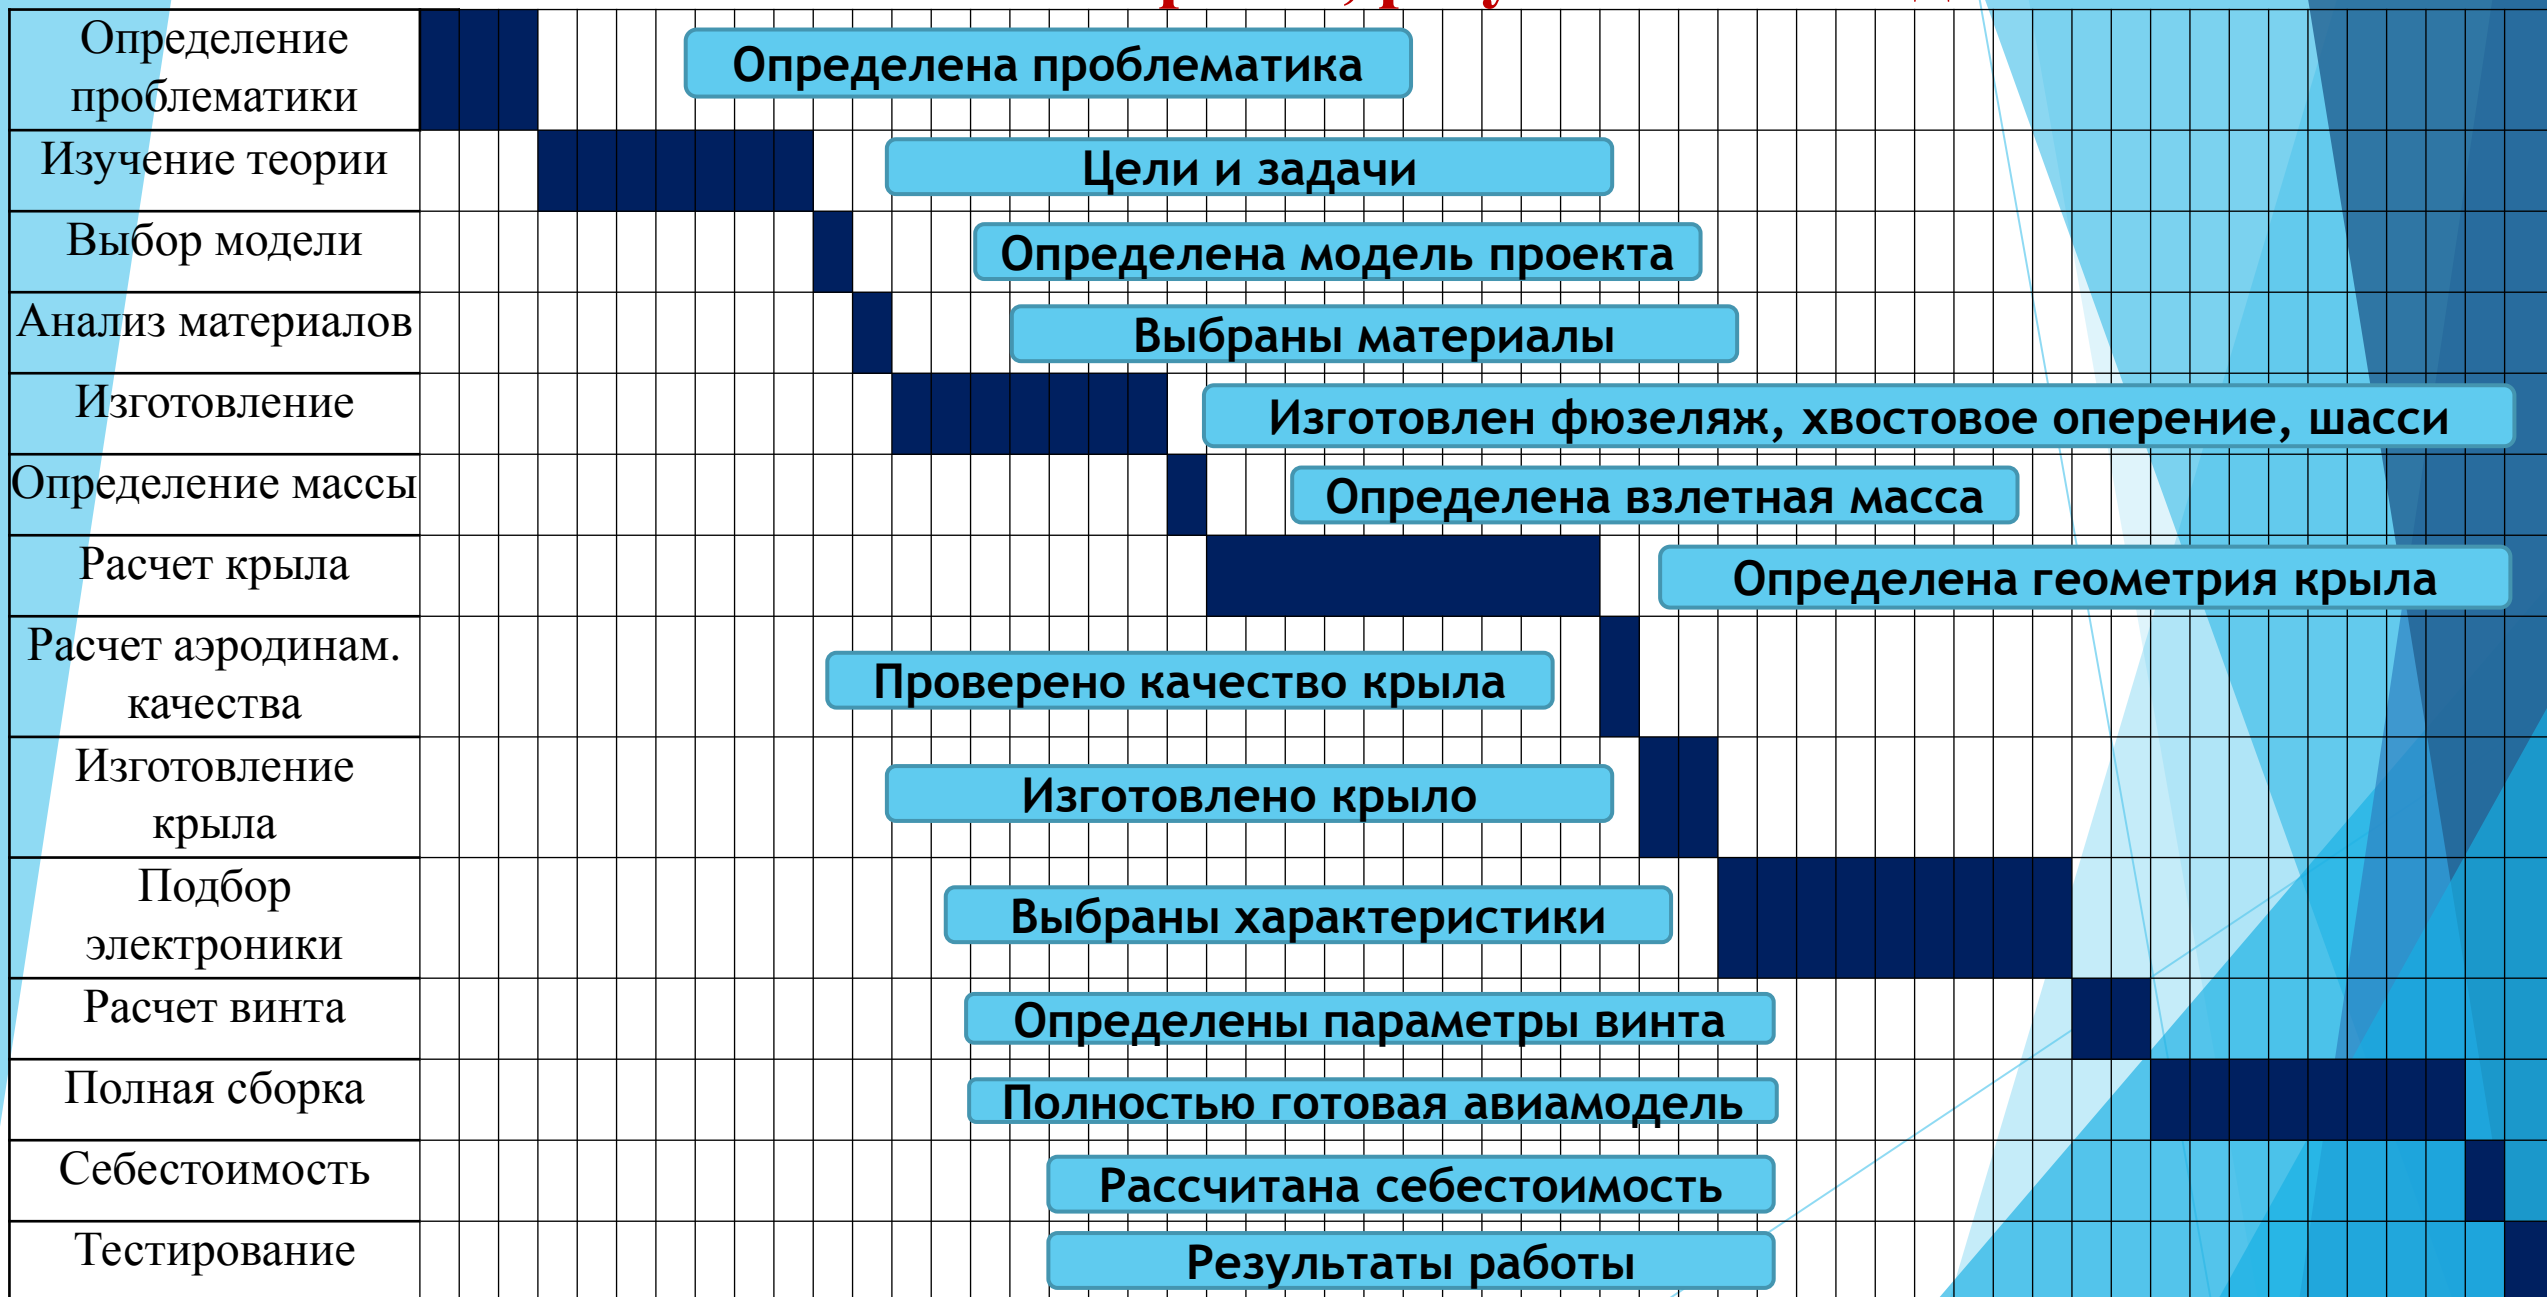 Определение
проблематики
Определена проблематика
Изучение теории
Цели и задачи
Выбор модели
Определена модель проекта
Анализ материалов
Выбраны материалы
Изготовление
Изготовлен фюзеляж, хвостовое оперение, шасси
Определение массы
Определена взлетная масса
Расчет крыла
Определена геометрия крыла
Расчет аэродинам.
качества
Проверено качество крыла
Изготовление
крыла
Изготовлено крыло
Подбор
электроники
Выбраны характеристики
Расчет винта
Определены параметры винта
Полная сборка
Полностью готовая авиамодель
Себестоимость
Рассчитана себестоимость
Тестирование
Результаты работы